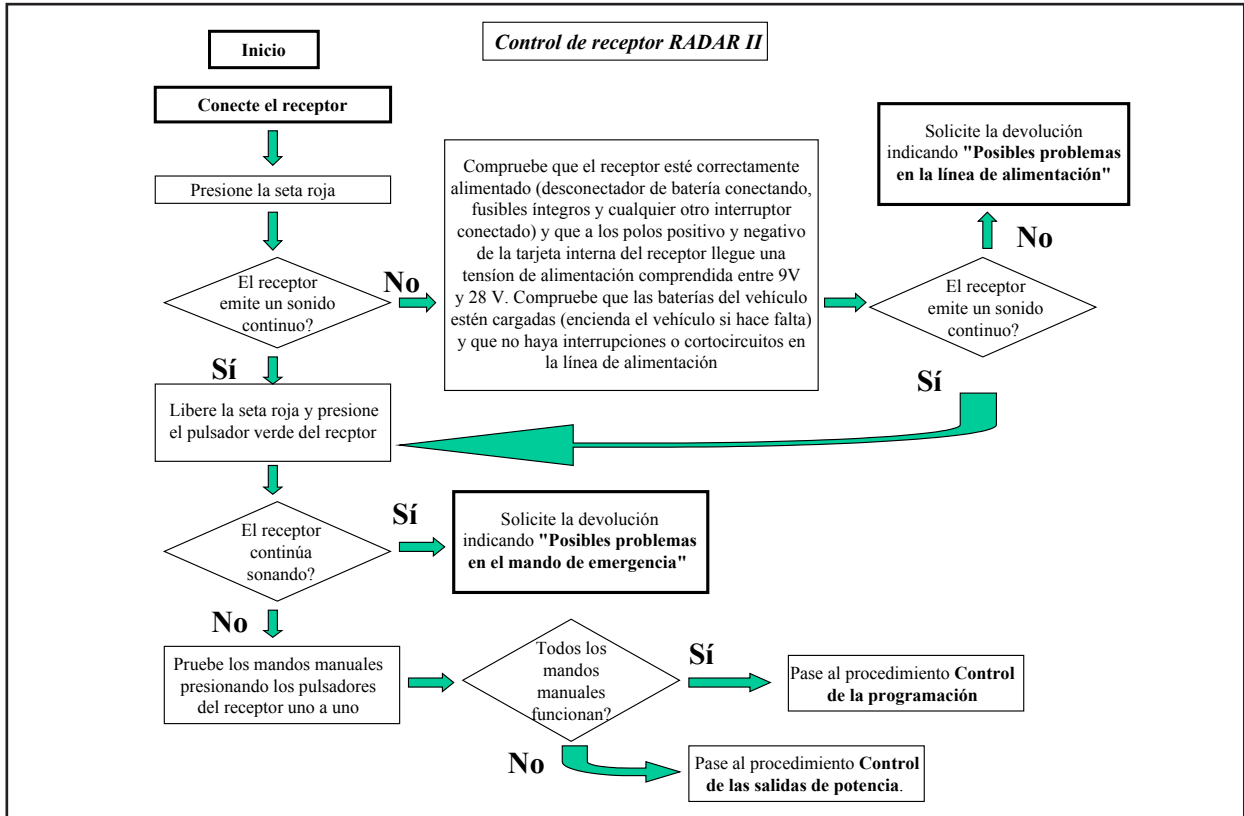 Inicio
Control de receptor RADAR II
Conecte el receptor
Presione la seta roja
El receptor
emite un sonido
continuo?
No
Compruebe que el receptor esté correctamente
alimentado (desconectador de batería conectando,
fusibles íntegros y cualquier otro interruptor
conectado) y que a los polos positivo y negativo
de la tarjeta interna del receptor llegue una
tensíon de alimentación comprendida entre 9V
y 28 V. Compruebe que las baterías del vehículo
estén cargadas (encienda el vehículo si hace falta)
y que no haya interrupciones o cortocircuitos en
la línea de alimentación
El receptor
emite un sonido
continuo?
No
Solicite la devolución
indicando "Posibles problemas
en la línea de alimentación"
Sí
Sí
Libere la seta roja y presione
el pulsador verde del recptor
El receptor
continúa
sonando?
Sí
Solicite la devolución
indicando "Posibles problemas
en el mando de emergencia"
No
Pruebe los mandos manuales
presionando los pulsadores
del receptor uno a uno
Todos los
mandos
manuales
funcionan?
Sí
Pase al procedimiento Control
de la programación
No
Pase al procedimiento Control
de las salidas de potencia.